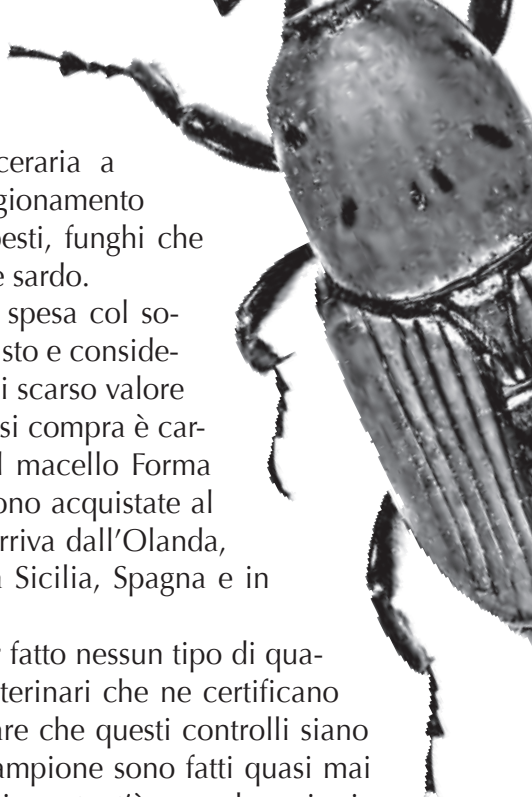 ceraria a
gionamento
pesti, funghi che
e sardo.
spesa col so-
sto e conside-
i scarso valore
si compra è car-
l macello Forma
ono acquistate al
rriva dall’Olanda,
a Sicilia, Spagna e in
r fatto nessun tipo di qua-
terinari che ne certificano
are che questi controlli siano
ampione sono fatti quasi mai